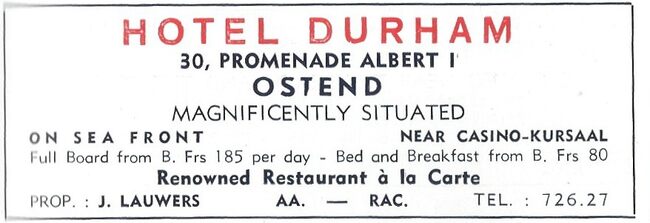 HOTEL DURHAM
30, PROMENADE ALBERT I
OSTEND
MAGNIFICENTLY SITUATED
ON SEA FRONT NEAR CASINO-KURSAAL
Full Board from B. Frs 185 per day - Bed and Breakfast from B. Frs 80
Renowned Restaurant à la Carte
PROP. : J. LAUWERS AA. — RAC. TEL. : 726.27